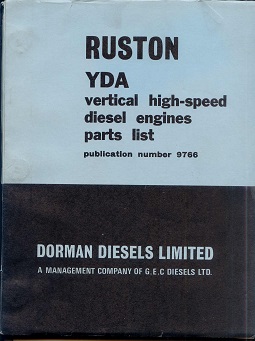 RUSTON
YDA
vertical high-speed
diesel engines
parts list
publication number 9766
DORMAN DIESELS LIMITED
A MANAGEMENT COMPANY OF G.E.C DIESELS LTD.